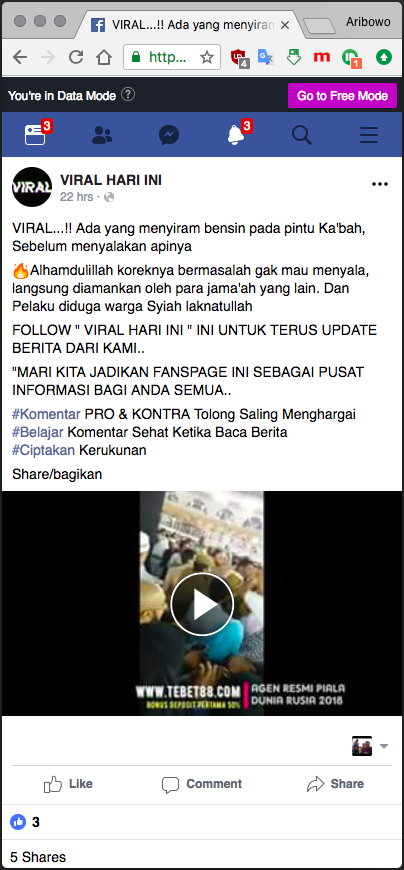 VIRAL...!! Ada yang menyiram
Aribowo
https...
4
1
You're in Data Mode ?
Go to Free Mode
3
3
VIRAL
VIRAL HARI INI
22 hrs ·
VIRAL...!! Ada yang menyiram bensin pada pintu Ka'bah,
Sebelum menyalakan apinya
🔥Alhamdulillah koreknya bermasalah gak mau menyala,
langsung diamankan oleh para jama'ah yang lain. Dan
Pelaku diduga warga Syiah laknatullah
FOLLOW " VIRAL HARI INI " INI UNTUK TERUS UPDATE
BERITA DARI KAMI..
"MARI KITA JADIKAN FANSPAGE INI SEBAGAI PUSAT
INFORMASI BAGI ANDA SEMUA..
#Komentar PRO & KONTRA Tolong Saling Menghargai
#Belajar Komentar Sehat Ketika Baca Berita
#Ciptakan Kerukunan
Share/bagikan
WWW.TEBET88.COM
BONUS DEPOSIT PERTAMA 50%
AGEN RESMI PIALA
DUNIA RUSIA 2018
Like
Comment
Share
3
5 Shares